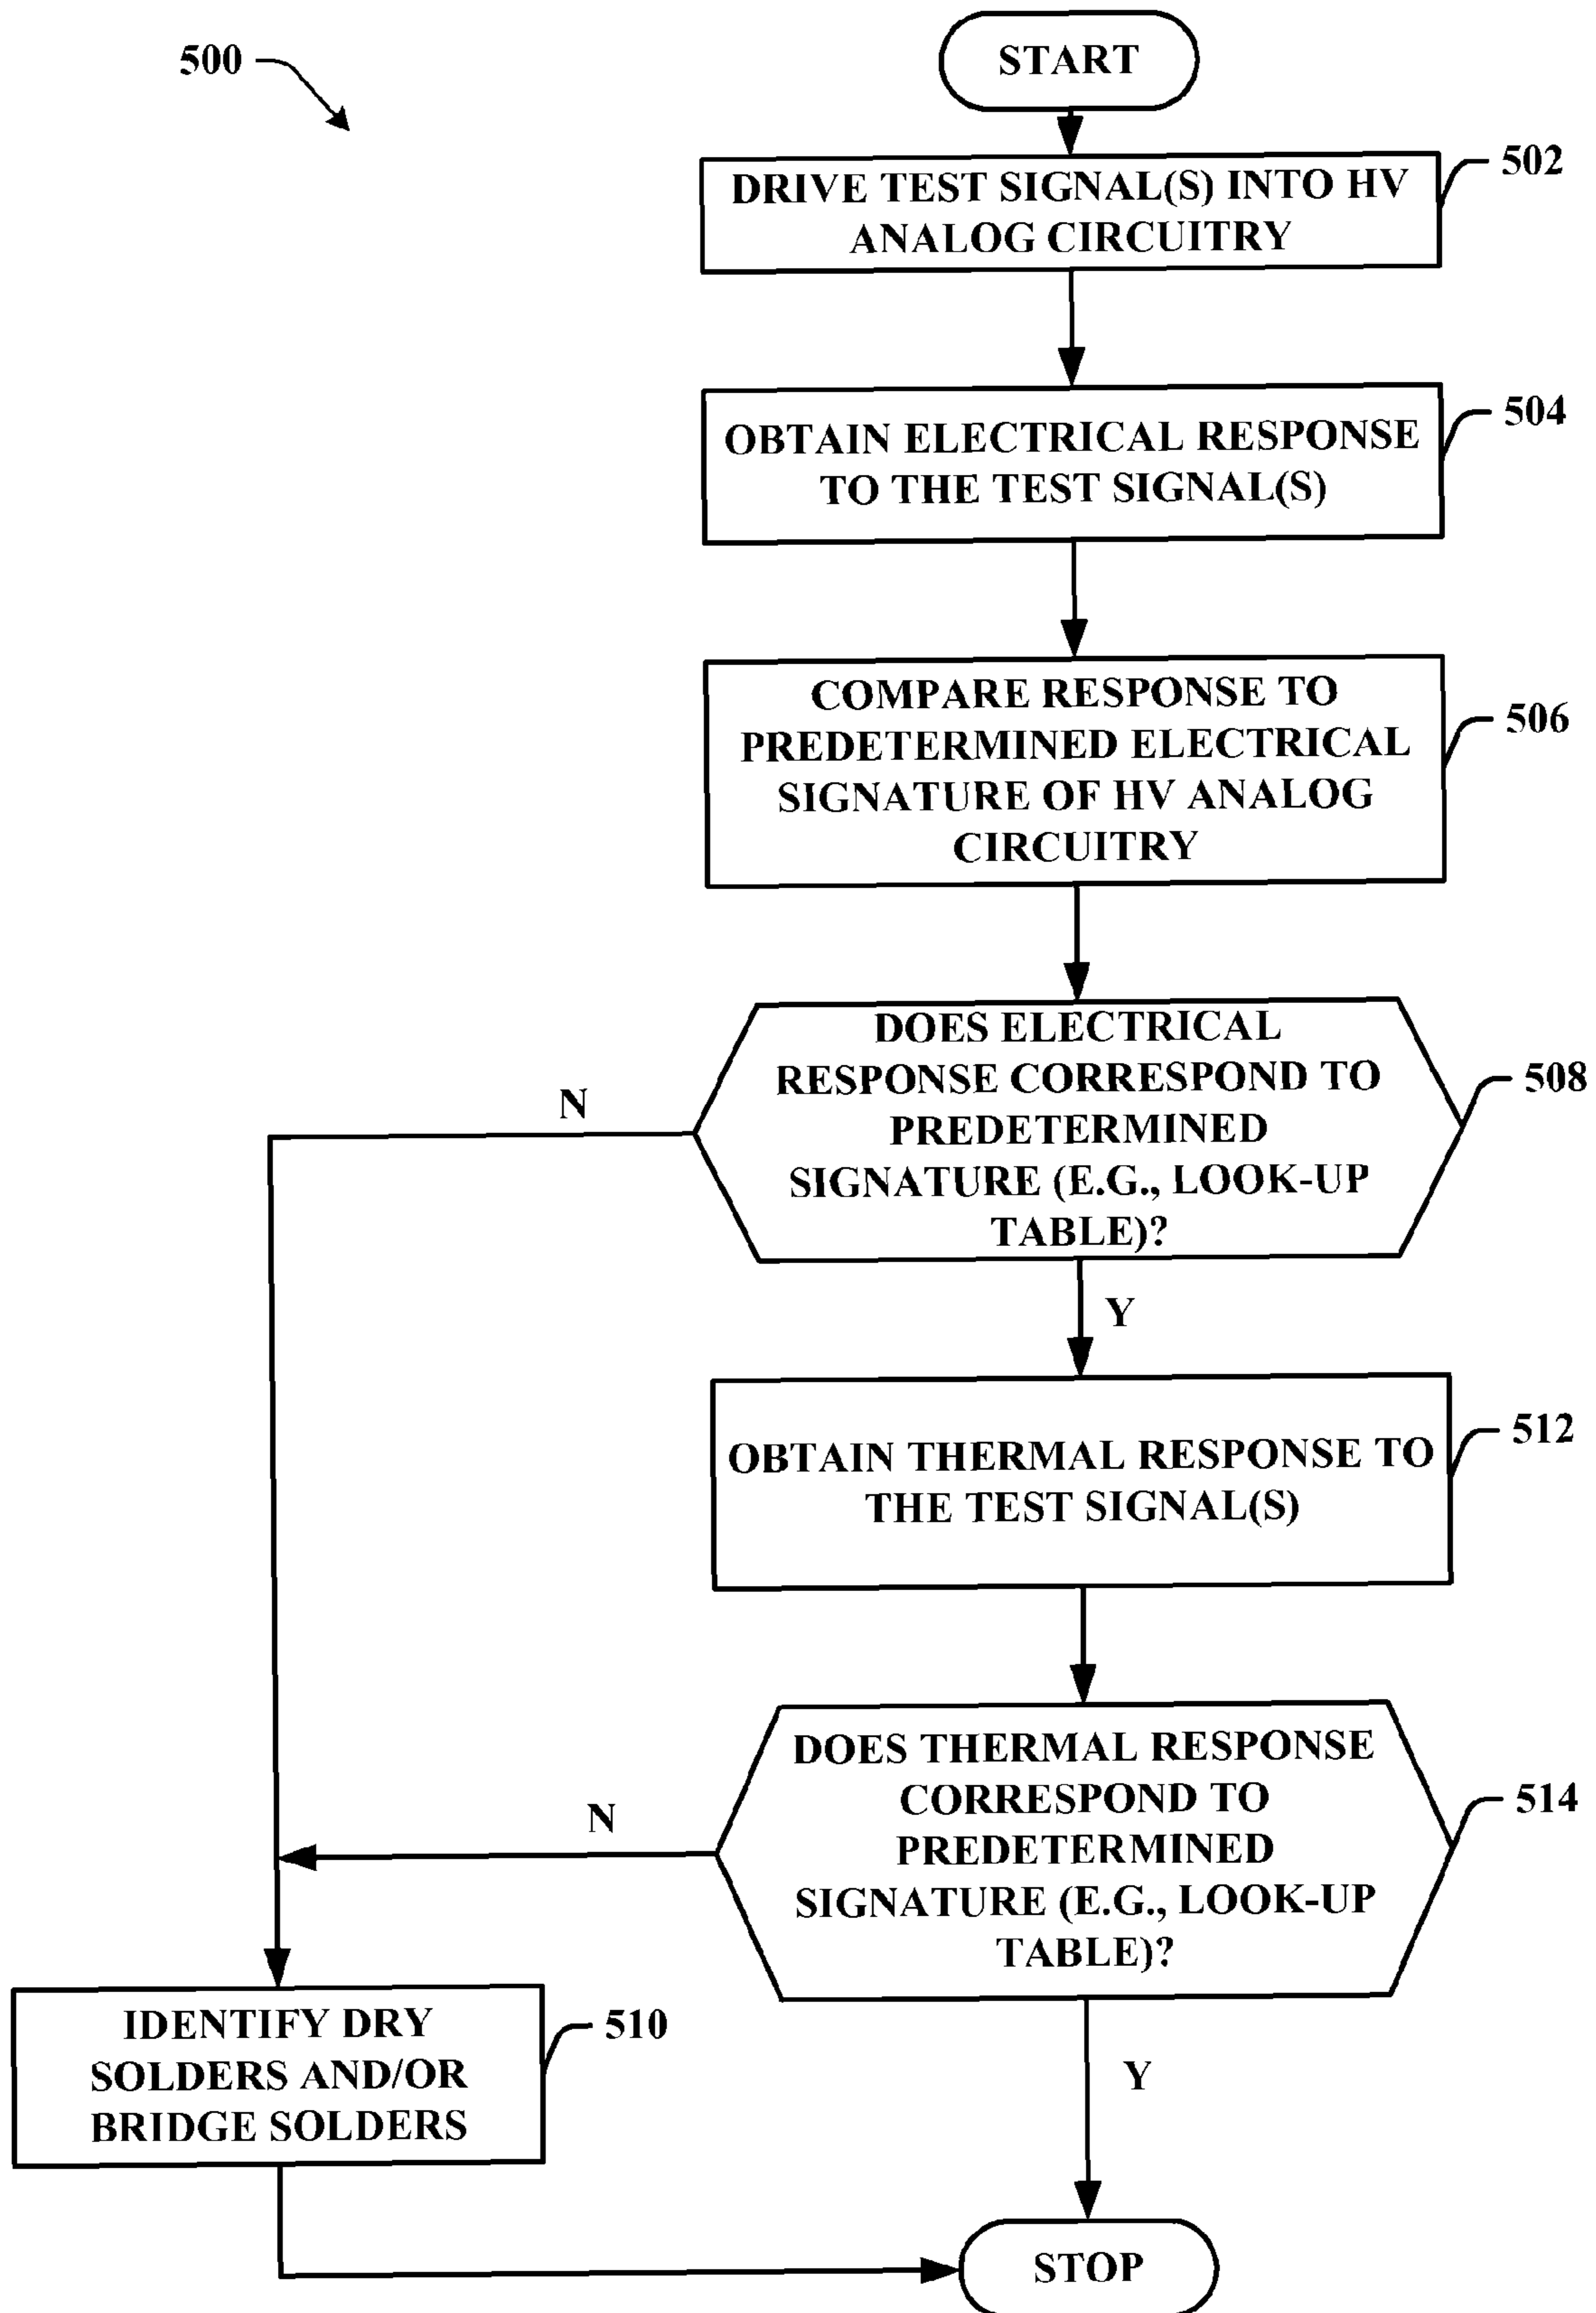 500
START
502
DRIVE TEST SIGNAL(S) INTO HV
ANALOG CIRCUITRY
504
OBTAIN ELECTRICAL RESPONSE
TO THE TEST SIGNAL(S)
506
COMPARE RESPONSE TO
PREDETERMINED ELECTRICAL
SIGNATURE OF HV ANALOG
CIRCUITRY
508
DOES ELECTRICAL
RESPONSE CORRESPOND TO
PREDETERMINED
SIGNATURE (E.G., LOOK-UP
TABLE)?
N
Y
512
OBTAIN THERMAL RESPONSE TO
THE TEST SIGNAL(S)
514
DOES THERMAL RESPONSE
CORRESPOND TO
PREDETERMINED
SIGNATURE (E.G., LOOK-UP
TABLE)?
N
Y
510
IDENTIFY DRY
SOLDERS AND/OR
BRIDGE SOLDERS
STOP